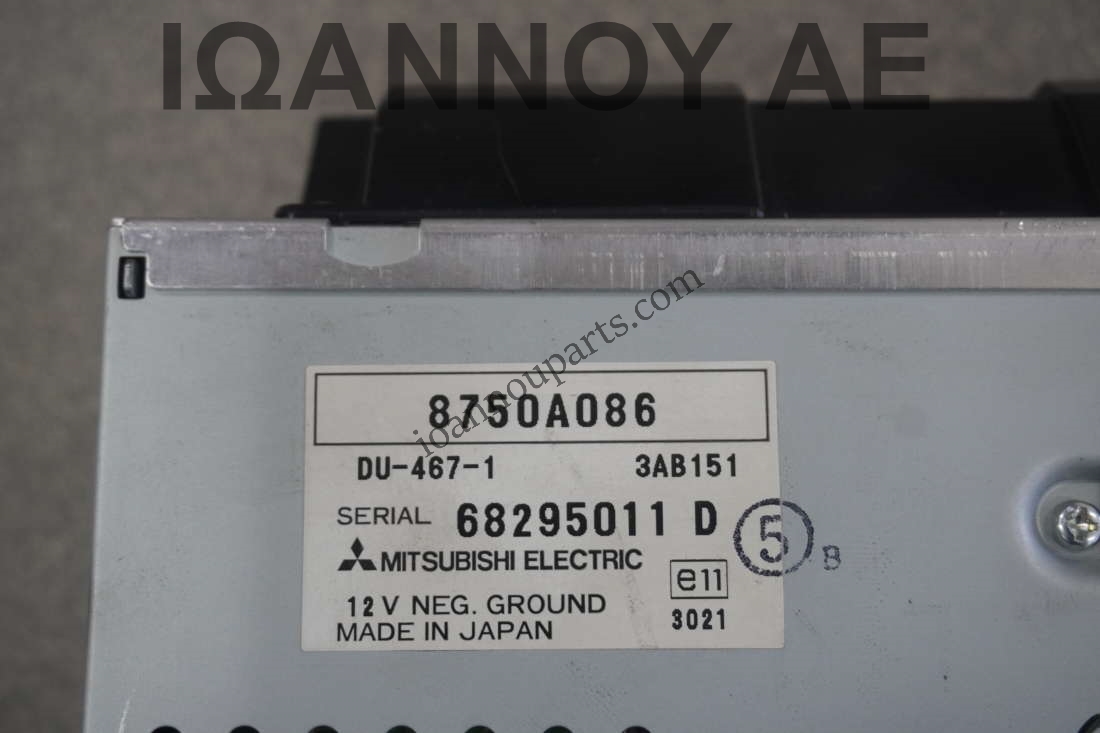 ΙΩΑΝΝΟΥ ΑΕ
ioannouparts.com
8750A086
DU-467-1 3AB151
SERIAL 68295011 D
5 B
MITSUBISHI ELECTRIC
e11
12V NEG. GROUND
3021
MADE IN JAPAN